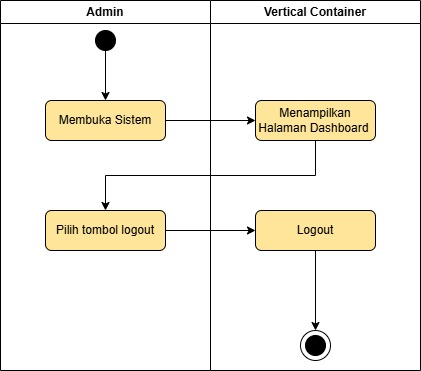 Admin
Vertical Container
Membuka Sistem
Menampilkan
Halaman Dashboard
Pilih tombol logout
Logout